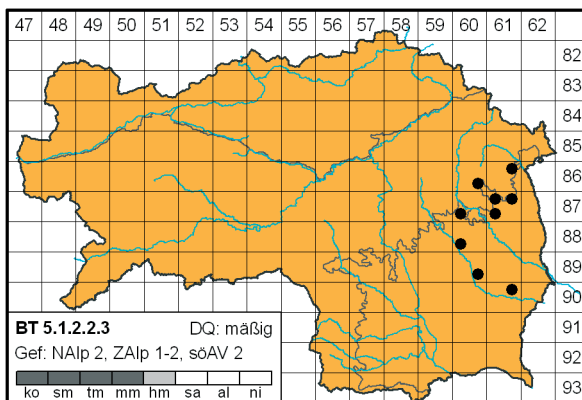 47 48 49 50 51 52 53 54 55 56 57 58 59 60 61 62
82
83
84
85
86
87
88
90
91
92
93
BT 5.1.2.2.3 DQ: mäßig
Gef: NAlp 2, ZAlp 1-2, söAV 2
ko sm tm mm hm sa al ni